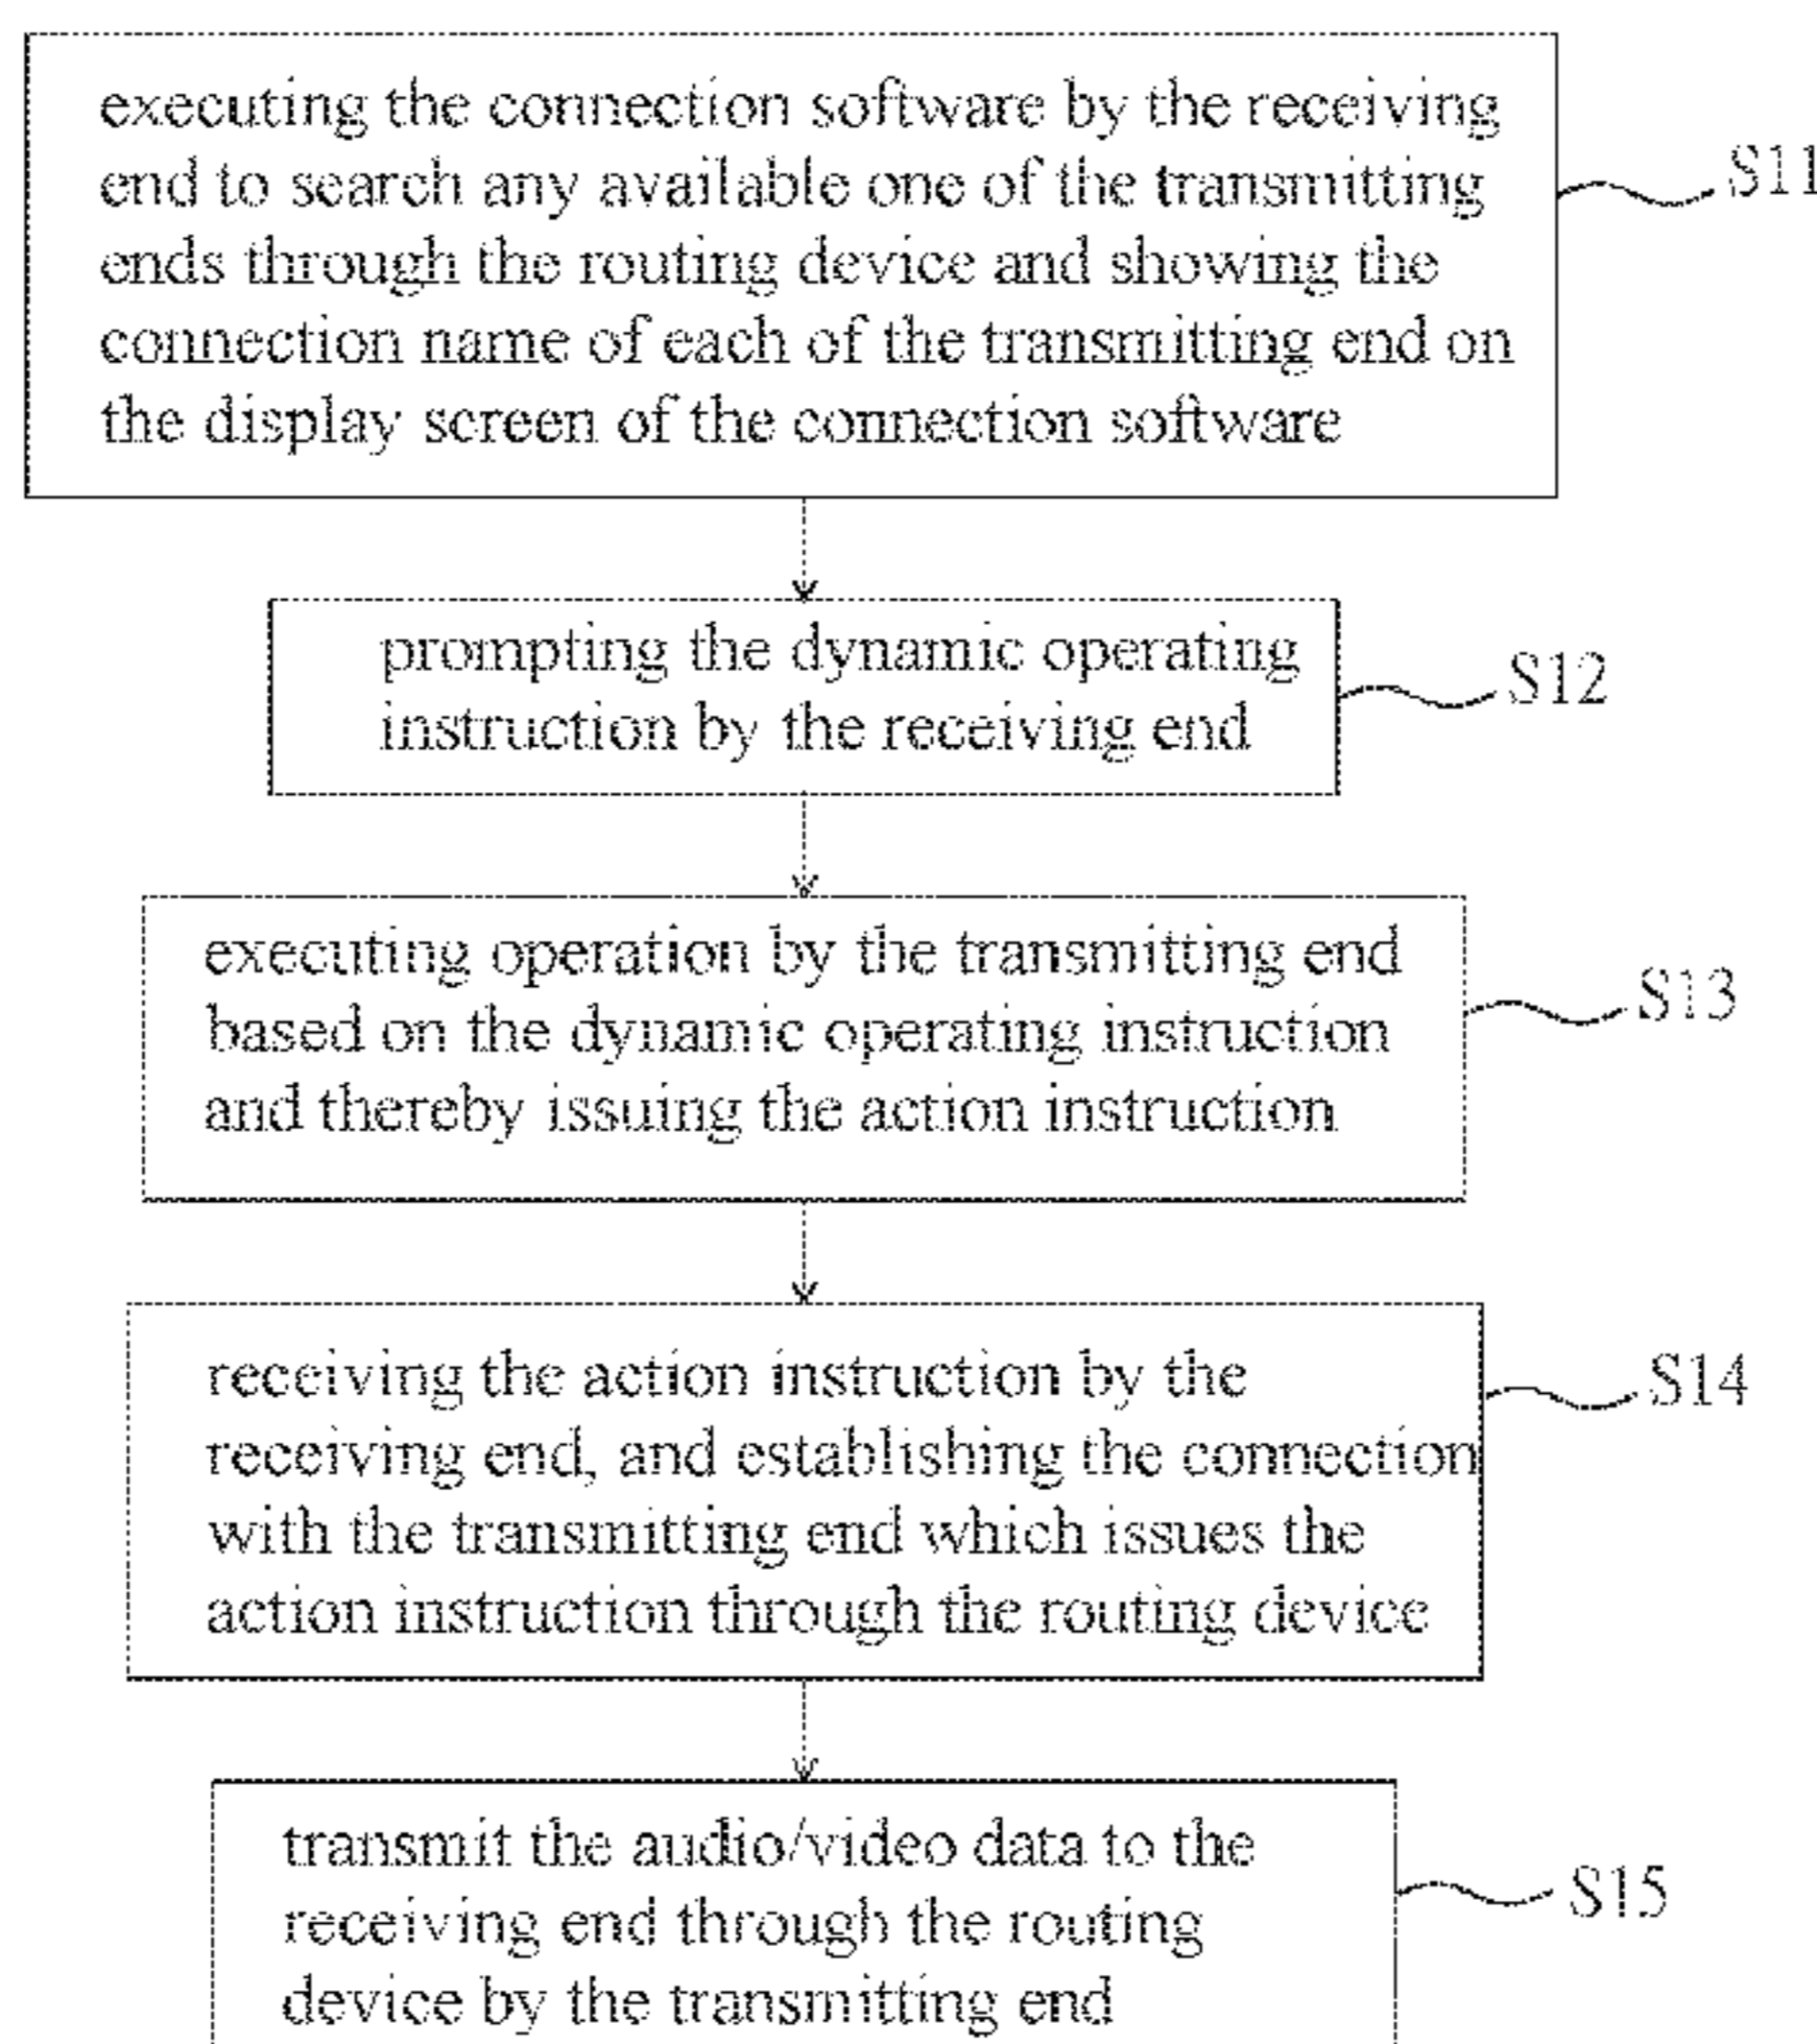 executing the connection software by the receiving
end to search any available one of the transmitting
ends through the routing device and showing the
connection name of each of the transmitting end on
the display screen of the connection software
S11
prompting the dynamic operating
instruction by the receiving end
S12
executing operation by the transmitting end
based on the dynamic operating instruction
and thereby issuing the action instruction
S13
receiving the action instruction by the
receiving end, and establishing the connection
with the transmitting end which issues the
action instruction through the routing device
S14
transmit the audio/video data to the
receiving end through the routing
device by the transmitting end
S15